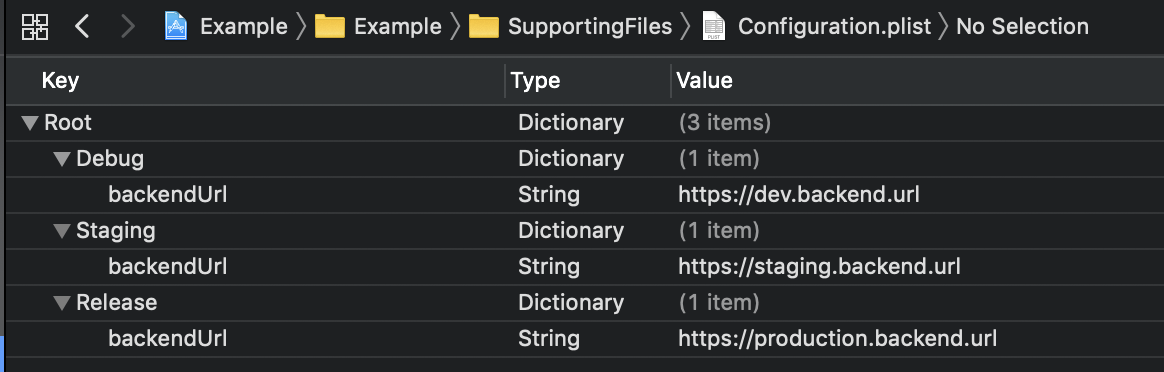 Example Example SupportingFiles Configuration.plist No Selection
Key Type Value
Root Dictionary (3 items)
Debug Dictionary (1 item)
backendUrl String https://dev.backend.url
Staging Dictionary (1 item)
backendUrl String https://staging.backend.url
Release Dictionary (1 item)
backendUrl String https://production.backend.url